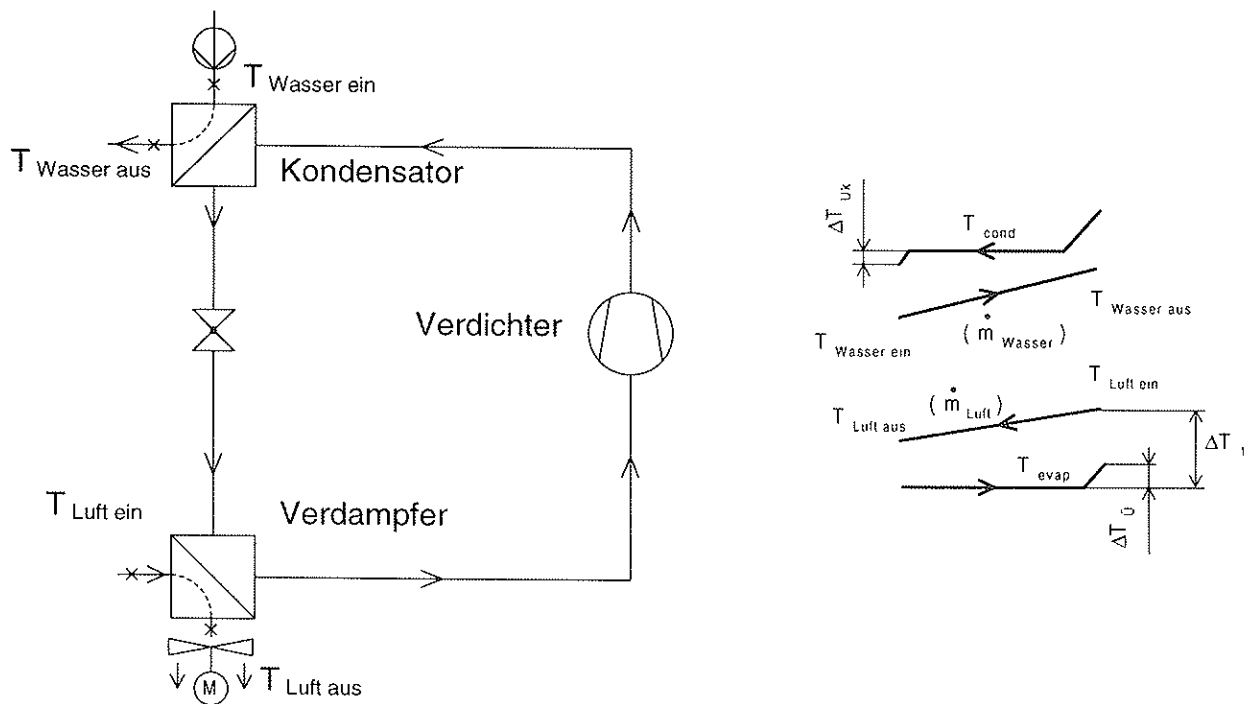 T Wasser ein
T Wasser aus
Kondensator
Verdichter
T Luft ein
Verdampfer
M
T Luft aus
ΔT Uk
T cond
T Wasser aus
(ṁ Wasser)
T Wasser ein
T Luft ein
(ṁ Luft)
T Luft aus
ΔT 1
T evap
ΔT Ü